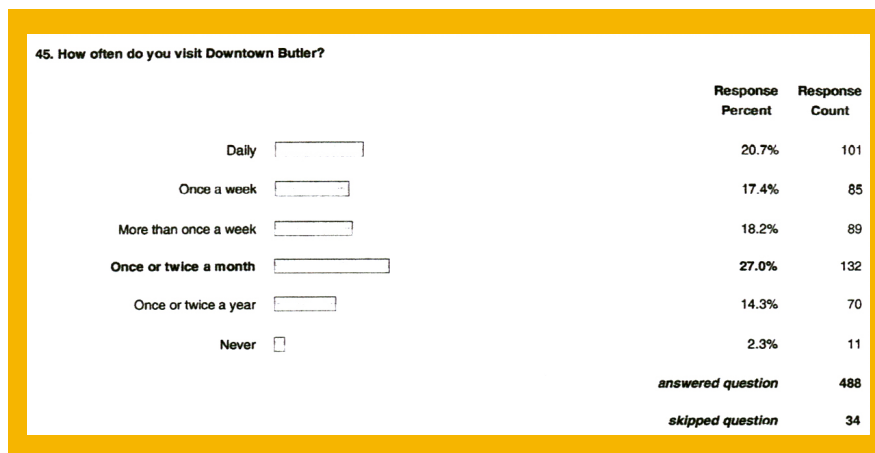 45. How often do you visit Downtown Butler?
Response Response
Percent Count
Daily 20.7% 101
Once a week 17.4% 85
More than once a week 18.2% 89
Once or twice a month 27.0% 132
Once or twice a year 14.3% 70
Never 2.3% 11
answered question 488
skipped question 34